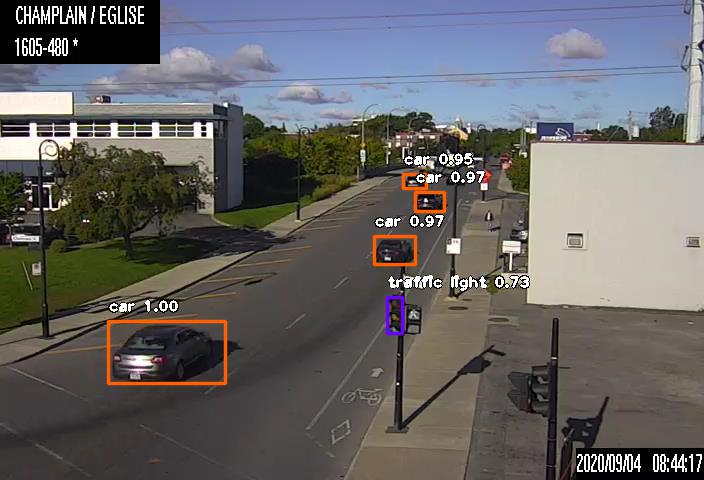 CHAMPLAIN / EGLISE
1605-480 *
car 0.95
car 0.97
car 0.97
traffic light 0.73
car 1.00
2020/09/04 08:44:17